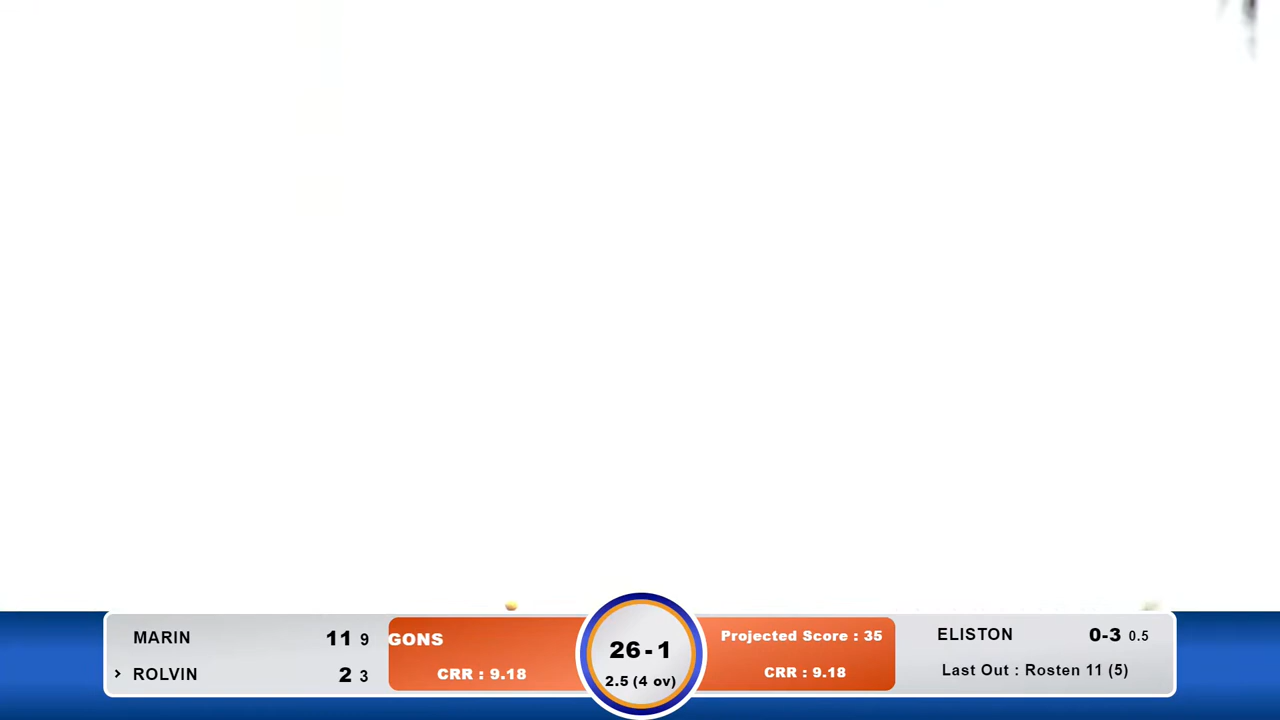 MARIN 11 9
› ROLVIN 2 3
GONS
CRR : 9.18
26-1
2.5 (4 ov)
Projected Score : 35
CRR : 9.18
ELISTON 0-3 0.5
Last Out : Rosten 11 (5)